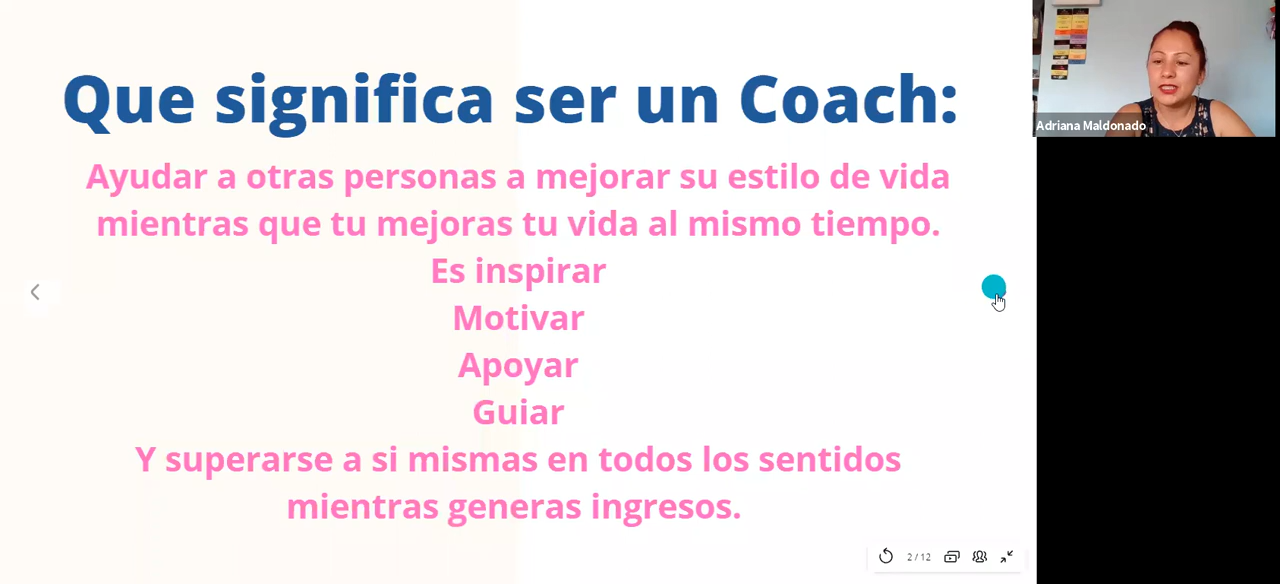 Que significa ser un Coach:
Ayudar a otras personas a mejorar su estilo de vida
mientras que tu mejoras tu vida al mismo tiempo.
Es inspirar
Motivar
Apoyar
Guiar
Y superarse a si mismas en todos los sentidos
mientras generas ingresos.
2 / 12
Adriana Maldonado